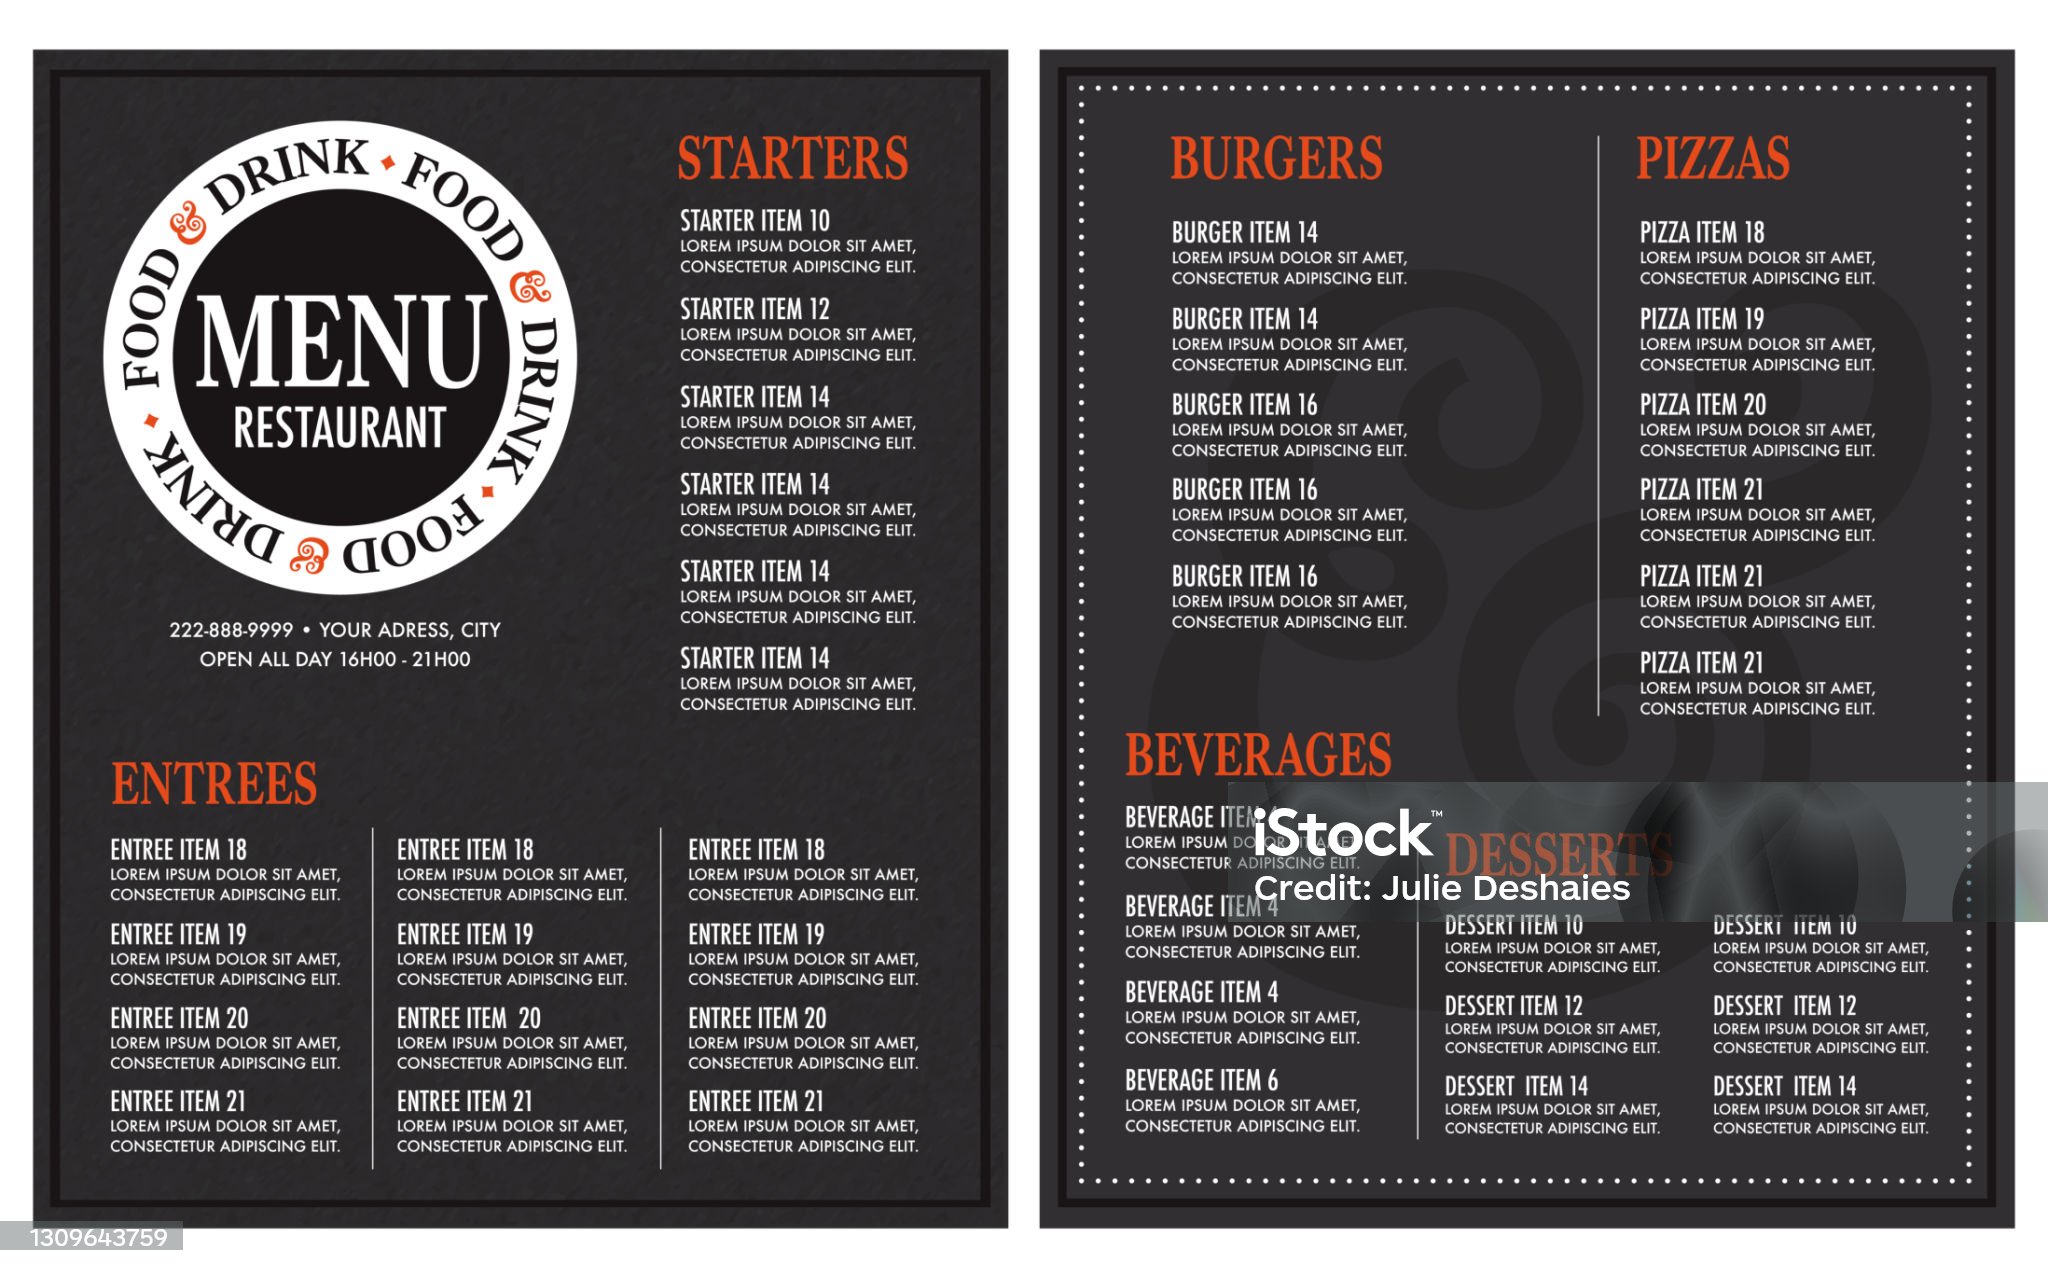 FOOD & DRINK • FOOD & DRINK • FOOD & DRINK •
MENU
RESTAURANT
222-888-9999 • YOUR ADRESS, CITY
OPEN ALL DAY 16H00 - 21H00
STARTERS
STARTER ITEM 10
LOREM IPSUM DOLOR SIT AMET,
CONSECTETUR ADIPISCING ELIT.
STARTER ITEM 12
LOREM IPSUM DOLOR SIT AMET,
CONSECTETUR ADIPISCING ELIT.
STARTER ITEM 14
LOREM IPSUM DOLOR SIT AMET,
CONSECTETUR ADIPISCING ELIT.
STARTER ITEM 14
LOREM IPSUM DOLOR SIT AMET,
CONSECTETUR ADIPISCING ELIT.
STARTER ITEM 14
LOREM IPSUM DOLOR SIT AMET,
CONSECTETUR ADIPISCING ELIT.
STARTER ITEM 14
LOREM IPSUM DOLOR SIT AMET,
CONSECTETUR ADIPISCING ELIT.
ENTREES
ENTREE ITEM 18
LOREM IPSUM DOLOR SIT AMET,
CONSECTETUR ADIPISCING ELIT.
ENTREE ITEM 19
LOREM IPSUM DOLOR SIT AMET,
CONSECTETUR ADIPISCING ELIT.
ENTREE ITEM 20
LOREM IPSUM DOLOR SIT AMET,
CONSECTETUR ADIPISCING ELIT.
ENTREE ITEM 21
LOREM IPSUM DOLOR SIT AMET,
CONSECTETUR ADIPISCING ELIT.
ENTREE ITEM 18
LOREM IPSUM DOLOR SIT AMET,
CONSECTETUR ADIPISCING ELIT.
ENTREE ITEM 19
LOREM IPSUM DOLOR SIT AMET,
CONSECTETUR ADIPISCING ELIT.
ENTREE ITEM 20
LOREM IPSUM DOLOR SIT AMET,
CONSECTETUR ADIPISCING ELIT.
ENTREE ITEM 21
LOREM IPSUM DOLOR SIT AMET,
CONSECTETUR ADIPISCING ELIT.
ENTREE ITEM 18
LOREM IPSUM DOLOR SIT AMET,
CONSECTETUR ADIPISCING ELIT.
ENTREE ITEM 19
LOREM IPSUM DOLOR SIT AMET,
CONSECTETUR ADIPISCING ELIT.
ENTREE ITEM 20
LOREM IPSUM DOLOR SIT AMET,
CONSECTETUR ADIPISCING ELIT.
ENTREE ITEM 21
LOREM IPSUM DOLOR SIT AMET,
CONSECTETUR ADIPISCING ELIT.
BURGERS
BURGER ITEM 14
LOREM IPSUM DOLOR SIT AMET,
CONSECTETUR ADIPISCING ELIT.
BURGER ITEM 14
LOREM IPSUM DOLOR SIT AMET,
CONSECTETUR ADIPISCING ELIT.
BURGER ITEM 16
LOREM IPSUM DOLOR SIT AMET,
CONSECTETUR ADIPISCING ELIT.
BURGER ITEM 16
LOREM IPSUM DOLOR SIT AMET,
CONSECTETUR ADIPISCING ELIT.
BURGER ITEM 16
LOREM IPSUM DOLOR SIT AMET,
CONSECTETUR ADIPISCING ELIT.
PIZZAS
PIZZA ITEM 18
LOREM IPSUM DOLOR SIT AMET,
CONSECTETUR ADIPISCING ELIT.
PIZZA ITEM 19
LOREM IPSUM DOLOR SIT AMET,
CONSECTETUR ADIPISCING ELIT.
PIZZA ITEM 20
LOREM IPSUM DOLOR SIT AMET,
CONSECTETUR ADIPISCING ELIT.
PIZZA ITEM 21
LOREM IPSUM DOLOR SIT AMET,
CONSECTETUR ADIPISCING ELIT.
PIZZA ITEM 21
LOREM IPSUM DOLOR SIT AMET,
CONSECTETUR ADIPISCING ELIT.
PIZZA ITEM 21
LOREM IPSUM DOLOR SIT AMET,
CONSECTETUR ADIPISCING ELIT.
BEVERAGES
BEVERAGE ITEM 4
LOREM IPSUM DOLOR SIT AMET,
CONSECTETUR ADIPISCING ELIT.
BEVERAGE ITEM 4
LOREM IPSUM DOLOR SIT AMET,
CONSECTETUR ADIPISCING ELIT.
BEVERAGE ITEM 4
LOREM IPSUM DOLOR SIT AMET,
CONSECTETUR ADIPISCING ELIT.
BEVERAGE ITEM 6
LOREM IPSUM DOLOR SIT AMET,
CONSECTETUR ADIPISCING ELIT.
DESSERTS
DESSERT ITEM 10
LOREM IPSUM DOLOR SIT AMET,
CONSECTETUR ADIPISCING ELIT.
DESSERT ITEM 12
LOREM IPSUM DOLOR SIT AMET,
CONSECTETUR ADIPISCING ELIT.
DESSERT ITEM 14
LOREM IPSUM DOLOR SIT AMET,
CONSECTETUR ADIPISCING ELIT.
DESSERT ITEM 10
LOREM IPSUM DOLOR SIT AMET,
CONSECTETUR ADIPISCING ELIT.
DESSERT ITEM 12
LOREM IPSUM DOLOR SIT AMET,
CONSECTETUR ADIPISCING ELIT.
DESSERT ITEM 14
LOREM IPSUM DOLOR SIT AMET,
CONSECTETUR ADIPISCING ELIT.
iStock™
Credit: Julie Deshaies
1309643759